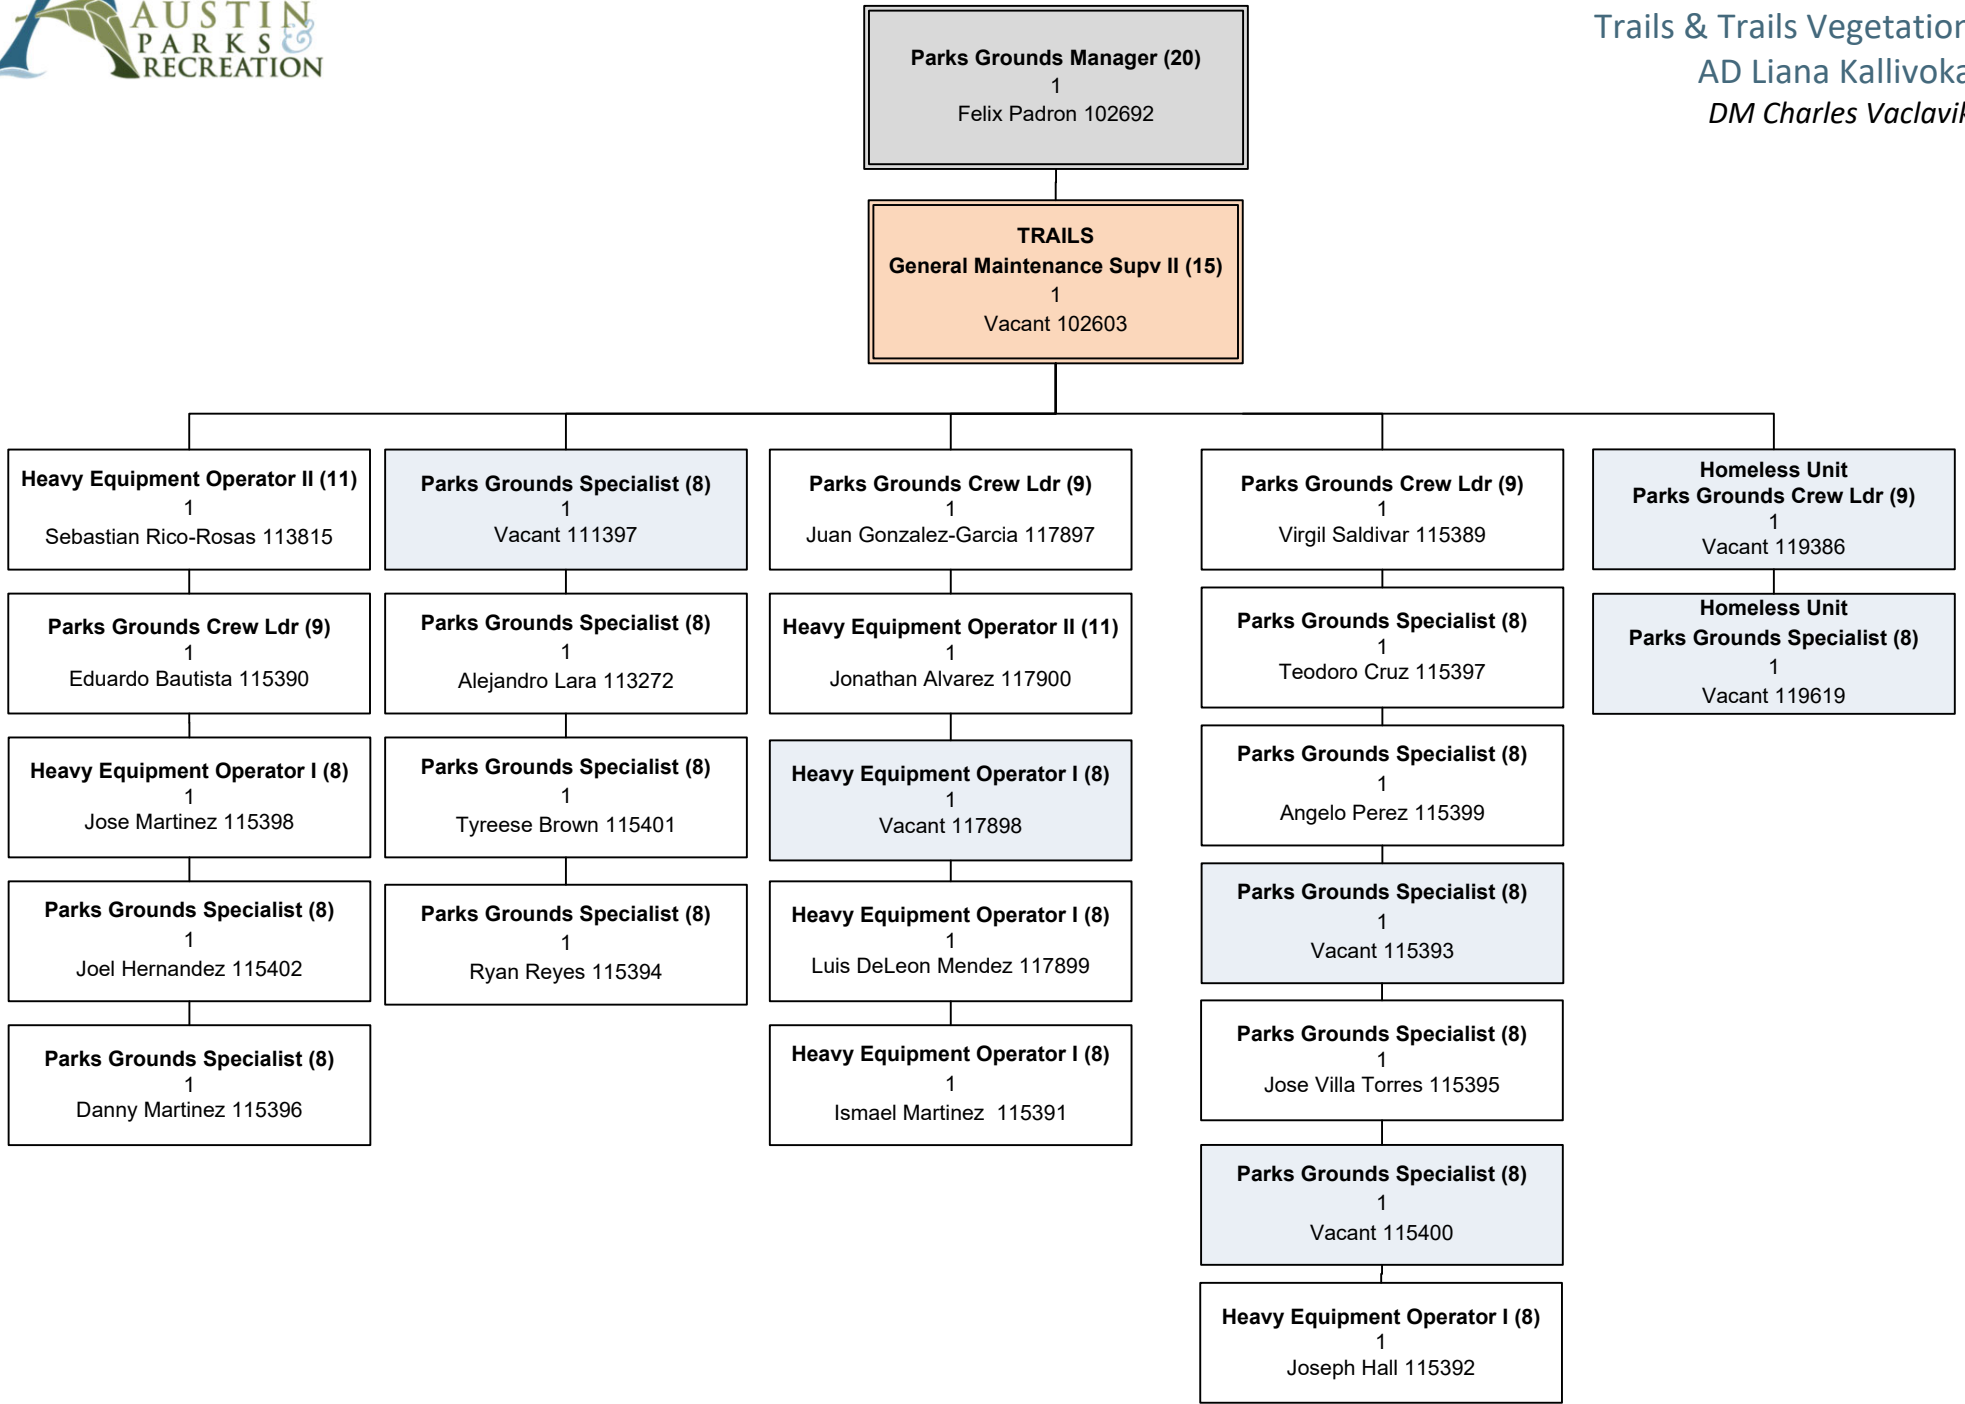 AUSTIN
PARKS &
RECREATION
Trails & Trails Vegetation
AD Liana Kallivoka
DM Charles Vaclavik
Parks Grounds Manager (20)
1
Felix Padron 102692
TRAILS
General Maintenance Supv II (15)
1
Vacant 102603
Heavy Equipment Operator II (11)
1
Sebastian Rico-Rosas 113815
Parks Grounds Crew Ldr (9)
1
Eduardo Bautista 115390
Heavy Equipment Operator I (8)
1
Jose Martinez 115398
Parks Grounds Specialist (8)
1
Joel Hernandez 115402
Parks Grounds Specialist (8)
1
Danny Martinez 115396
Parks Grounds Specialist (8)
1
Vacant 111397
Parks Grounds Specialist (8)
1
Alejandro Lara 113272
Parks Grounds Specialist (8)
1
Tyreese Brown 115401
Parks Grounds Specialist (8)
1
Ryan Reyes 115394
Parks Grounds Crew Ldr (9)
1
Juan Gonzalez-Garcia 117897
Heavy Equipment Operator II (11)
1
Jonathan Alvarez 117900
Heavy Equipment Operator I (8)
1
Vacant 117898
Heavy Equipment Operator I (8)
1
Luis DeLeon Mendez 117899
Heavy Equipment Operator I (8)
1
Ismael Martinez 115391
Parks Grounds Crew Ldr (9)
1
Virgil Saldivar 115389
Parks Grounds Specialist (8)
1
Teodoro Cruz 115397
Parks Grounds Specialist (8)
1
Angelo Perez 115399
Parks Grounds Specialist (8)
1
Vacant 115393
Parks Grounds Specialist (8)
1
Jose Villa Torres 115395
Parks Grounds Specialist (8)
1
Vacant 115400
Heavy Equipment Operator I (8)
1
Joseph Hall 115392
Homeless Unit
Parks Grounds Crew Ldr (9)
1
Vacant 119386
Homeless Unit
Parks Grounds Specialist (8)
1
Vacant 119619